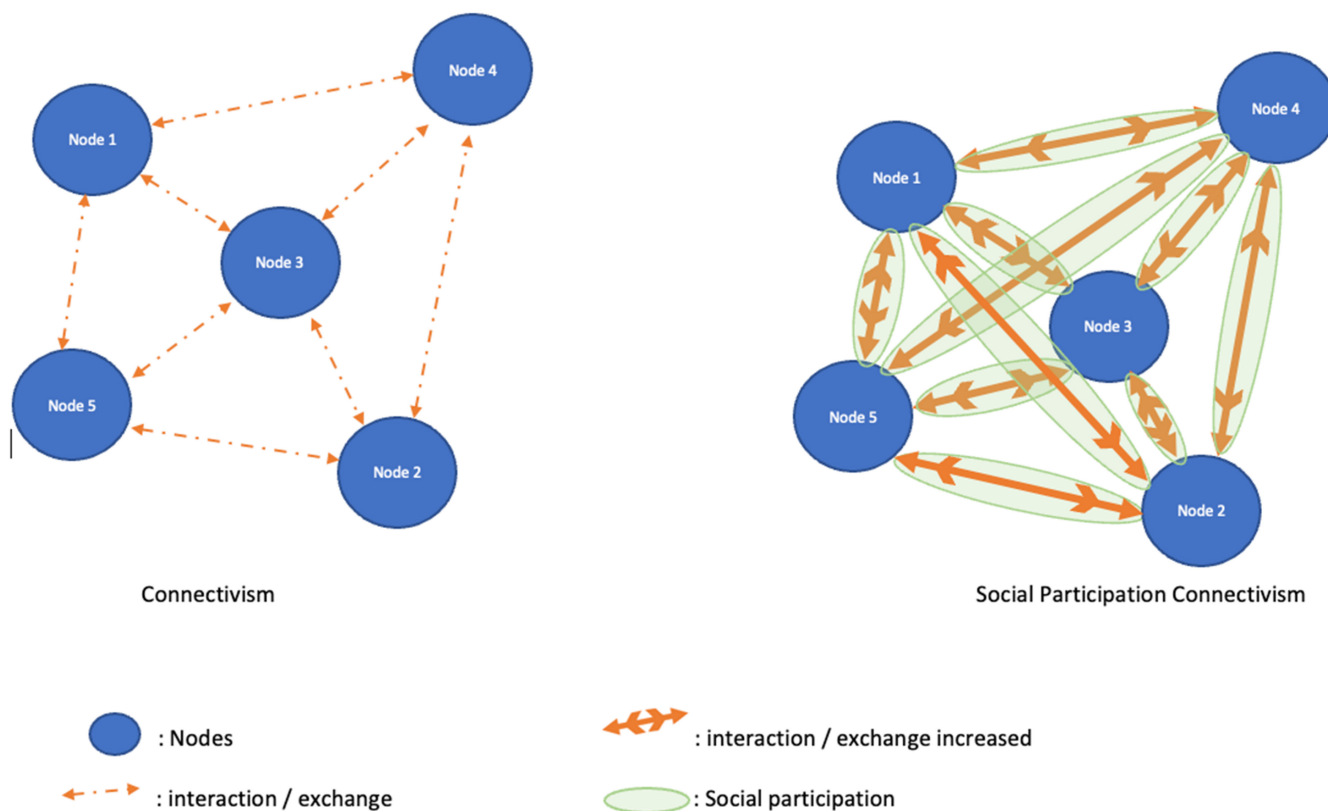 Node 4
Node 1
Node 3
Node 5
Node 2
Connectivism
Node 4
Node 1
Node 3
Node 5
Node 2
Social Participation Connectivism
: Nodes
: interaction / exchange increased
: interaction / exchange
: Social participation